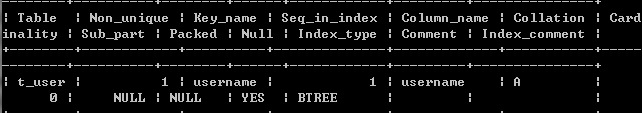 | Table  | Non_unique | Key_name | Seq_in_index | Column_name | Collation | Card
inality | Sub_part | Packed | Null | Index_type | Comment | Index_comment |
| t_user |          1 | username |            1 | username    | A         |
      0 |     NULL | NULL   | YES  | BTREE      |         |               |